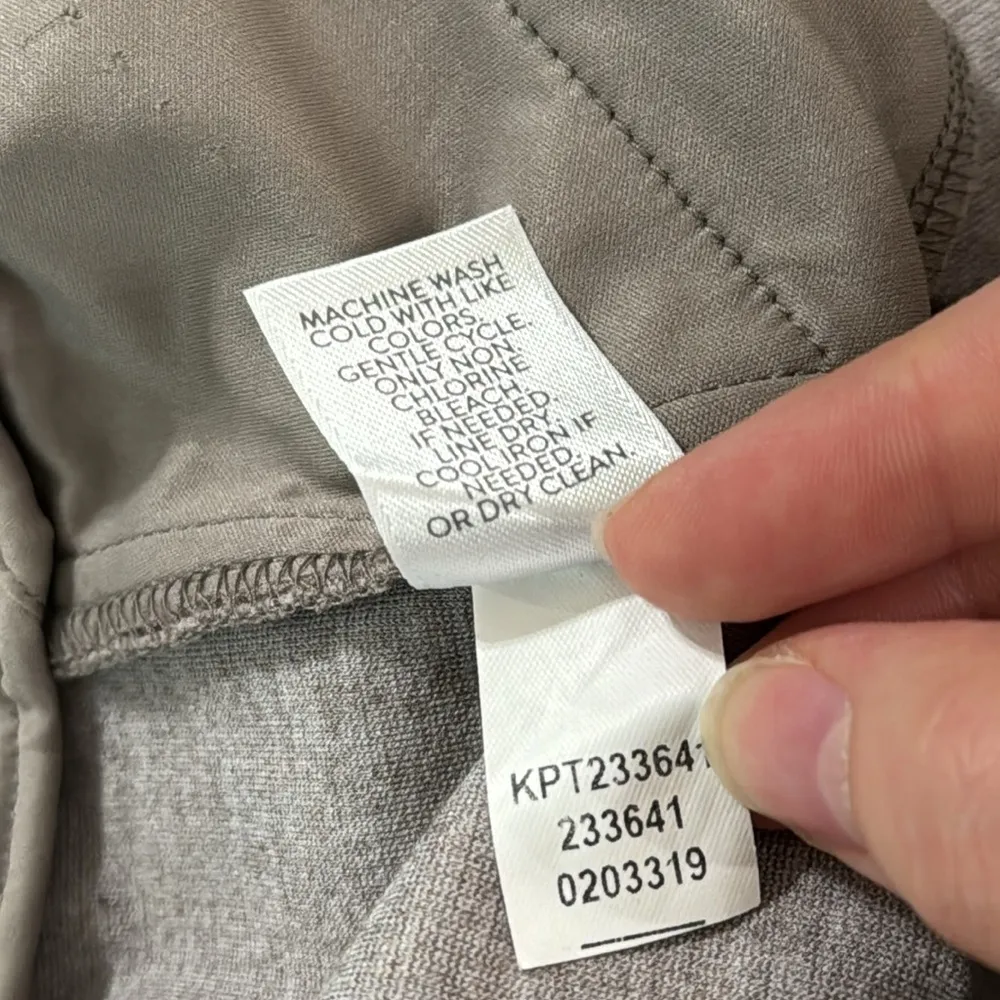 MACHINE WASH
COLD WITH LIKE
COLORS.
GENTLE CYCLE.
ONLY NON-
CHLORINE
BLEACH.
IF NEEDED.
LINE DRY.
COOL IRON IF
NEEDED.
OR DRY CLEAN.
KPT233641
233641
0203319